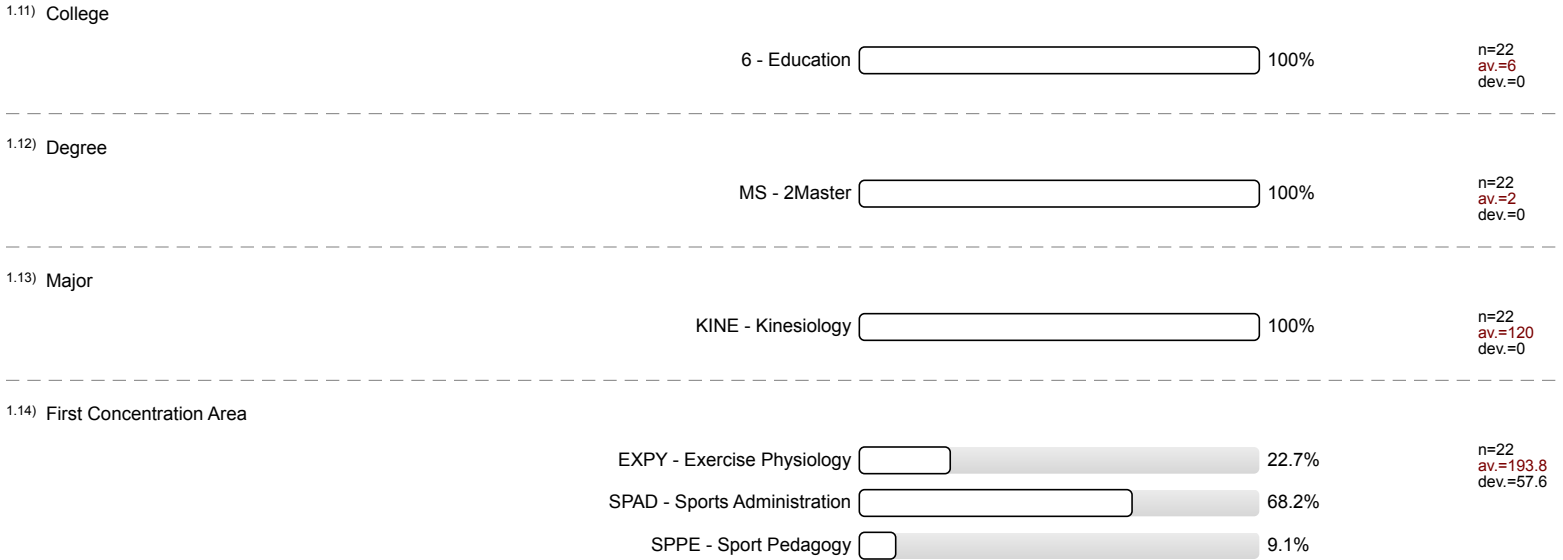 1.11) College
6 - Education 100%
n=22
av.=6
dev.=0
1.12) Degree
MS - 2Master 100%
n=22
av.=2
dev.=0
1.13) Major
KINE - Kinesiology 100%
n=22
av.=120
dev.=0
1.14) First Concentration Area
EXPY - Exercise Physiology 22.7%
n=22
av.=193.8
dev.=57.6
SPAD - Sports Administration 68.2%
SPPE - Sport Pedagogy 9.1%